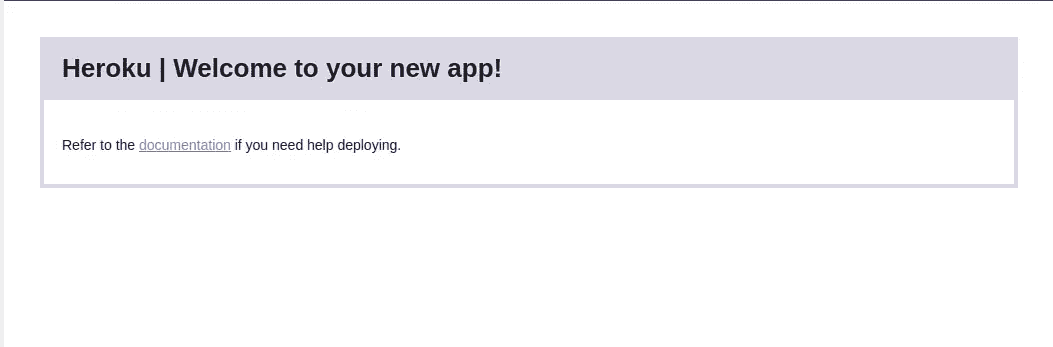 Heroku | Welcome to your new app!
Refer to the documentation if you need help deploying.